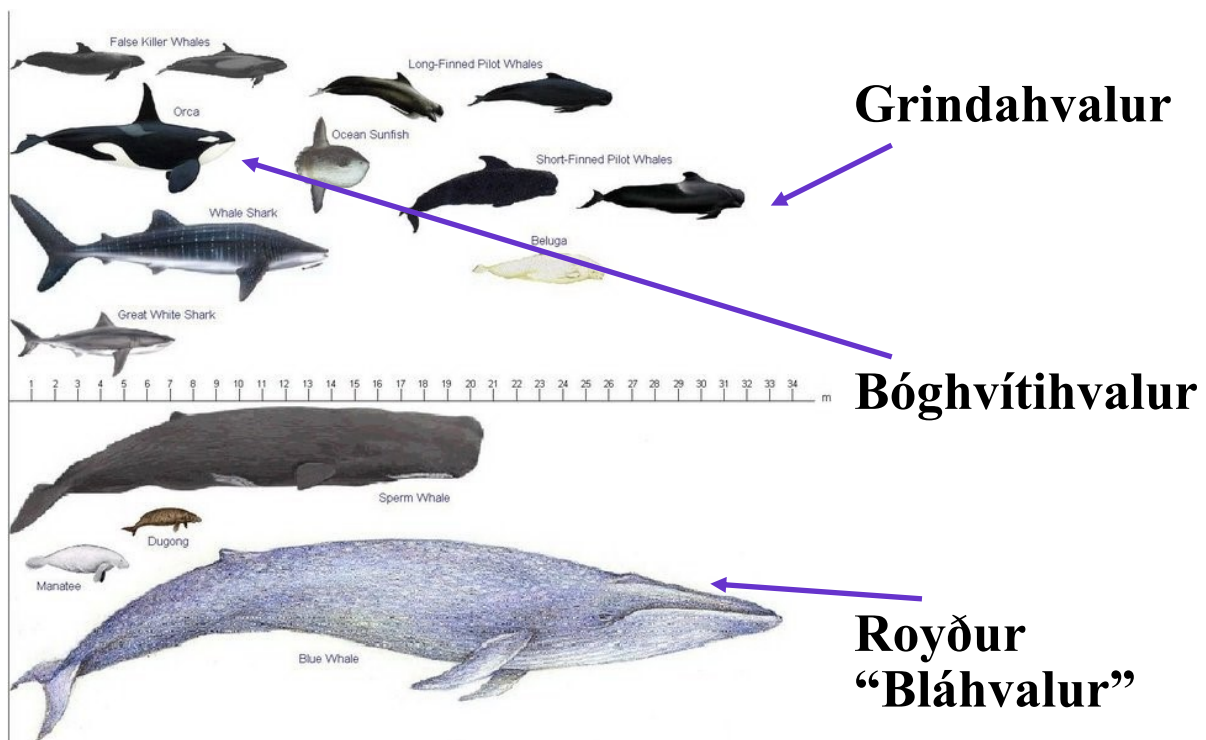 False Killer Whales
Long-Finned Pilot Whales
Grindahvalur
Orca
Ocean Sunfish
Short-Finned Pilot Whales
Whale Shark
Beluga
Great White Shark
1 2 3 4 5 6 7 8 9 10 11 12 13 14 15 16 17 18 19 20 21 22 23 24 25 26 27 28 29 30 31 32 33 34
m
Bóghvítihvalur
Sperm Whale
Dugong
Manatee
Blue Whale
Royður
“Bláhvalur”